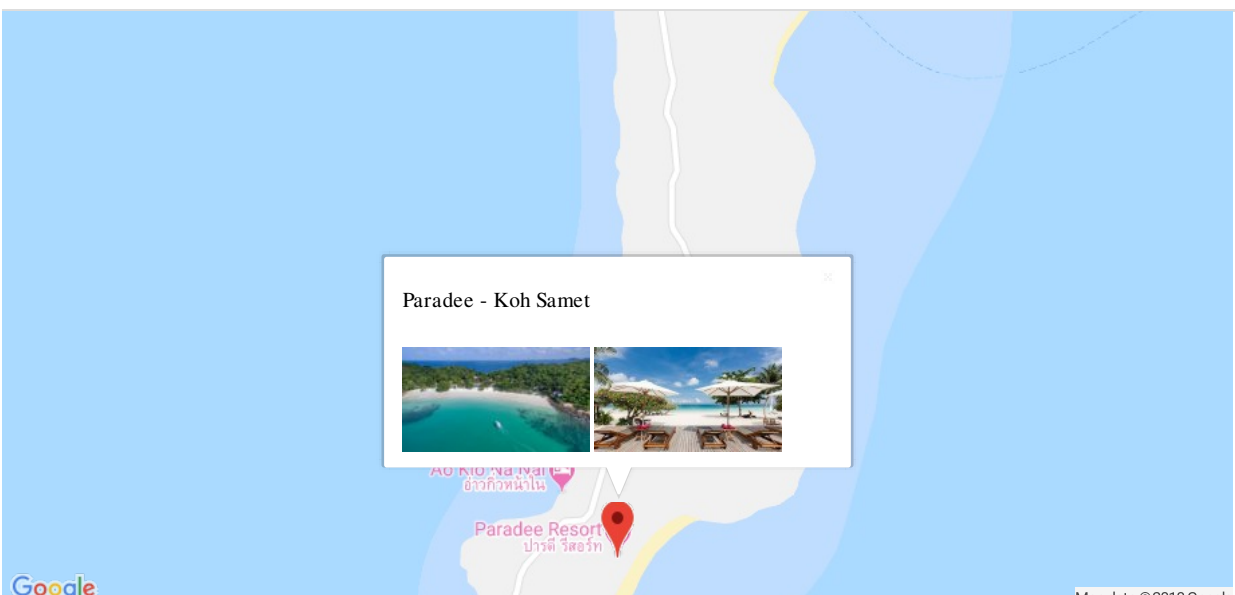 Paradee - Koh Samet
Ao Kio Na Nai
อ่าวกิ่วหน้าใน
Paradee Resort
ปารดี รีสอร์ท
Google